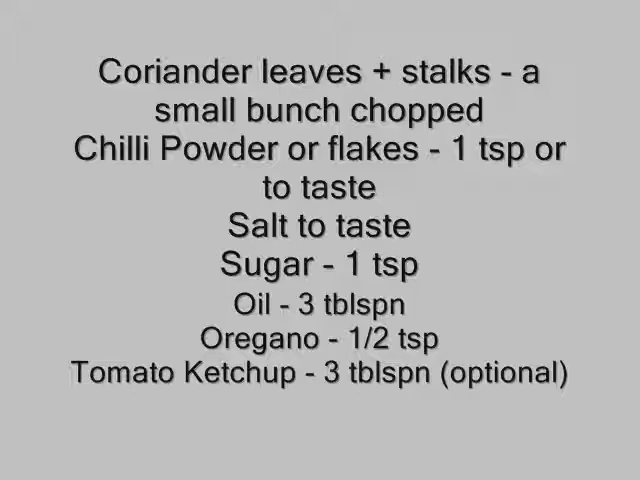 Coriander leaves + stalks - a
small bunch chopped
Chilli Powder or flakes - 1 tsp or
to taste
Salt to taste
Sugar - 1 tsp
Oil - 3 tblspn
Oregano - 1/2 tsp
Tomato Ketchup - 3 tblspn (optional)